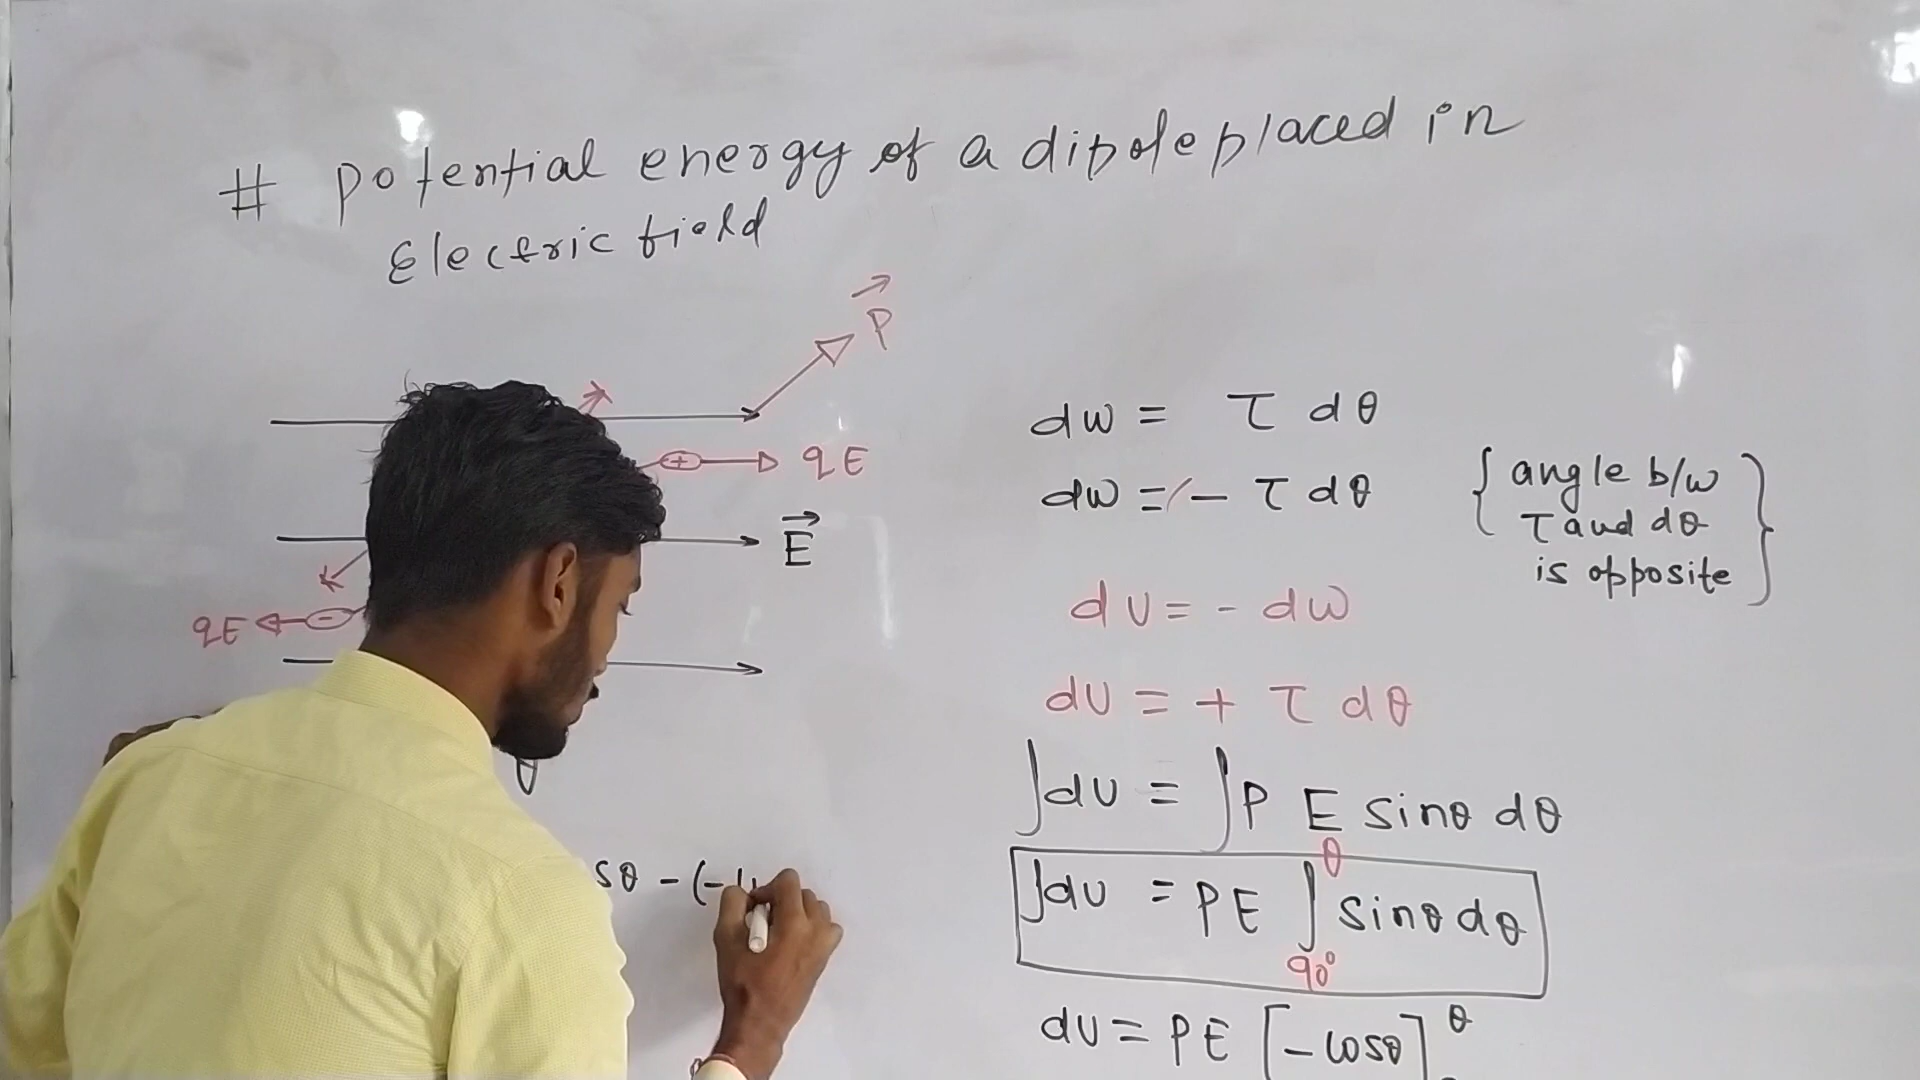 # Potential energy of a dipole placed in
Electric field
P
qE
E
qE
dw = τ dθ
dw = - τ dθ
{ angle b/w
τ and dθ
is opposite }
dU = - dw
dU = + τ dθ
∫dU = ∫P E sinθ dθ
θ
∫dU = PE ∫ sinθ dθ
90°
dU = PE [-cosθ]θ
sθ - (-